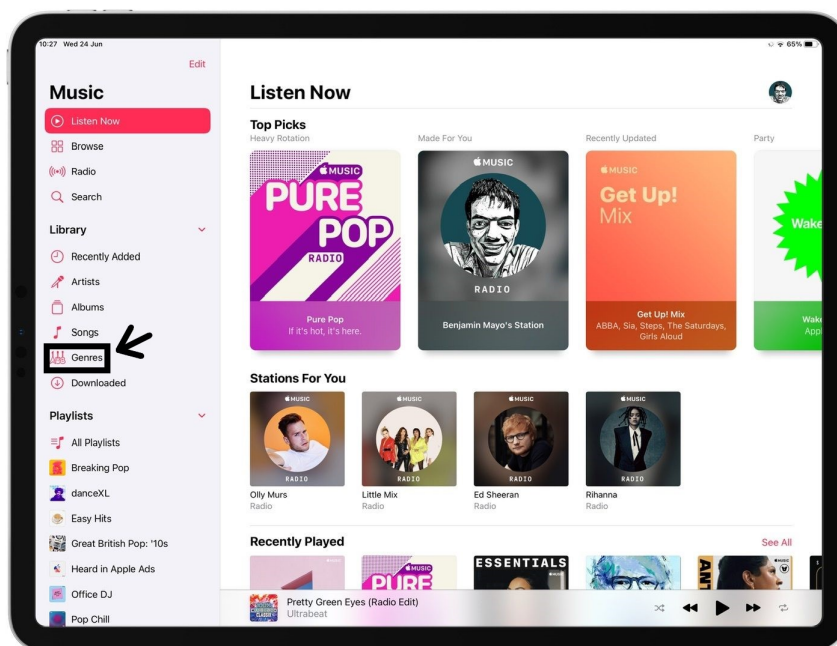 10:27 Wed 24 Jun
65%
Edit
Music
Listen Now
Browse
Radio
Search
Library
Recently Added
Artists
Albums
Songs
Genres
Downloaded
Playlists
All Playlists
Breaking Pop
danceXL
Easy Hits
Great British Pop: '10s
Heard in Apple Ads
Office DJ
Pop Chill
Listen Now
Top Picks
Heavy Rotation
MUSIC
PURE
POP
RADIO
Pure Pop
If it's hot, it's here.
Made For You
MUSIC
RADIO
Benjamin Mayo's Station
Recently Updated
MUSIC
Get Up!
Mix
Get Up! Mix
ABBA, Sia, Steps, The Saturdays,
Girls Aloud
Party
Wake
Wak
App
Stations For You
MUSIC
RADIO
Olly Murs
Radio
MUSIC
RADIO
Little Mix
Radio
MUSIC
RADIO
Ed Sheeran
Radio
MUSIC
RADIO
Rihanna
Radio
Recently Played
See All
MUSIC
PURE
ESSENTIALS
ANT
Pretty Green Eyes (Radio Edit)
Ultrabeat